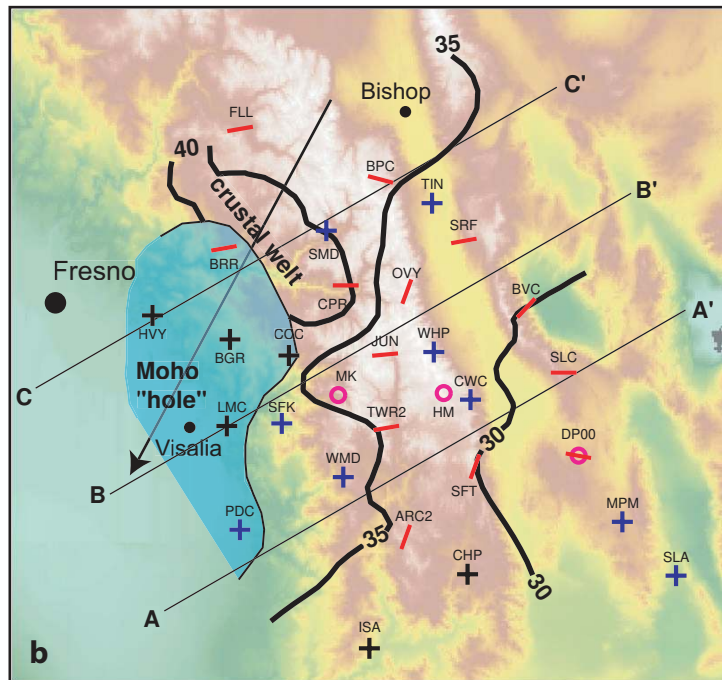 35
Bishop
C'
FLL
40
BPC
TIN
B'
crustal welt
SMD
SRF
BRR
Fresno
OVY
CPR
BVC
A'
HVY
BGR
COC
JUN
WHP
SLC
Moho
"hole"
MK
C
CWC
HM
LMC
SFK
TWR2
30
Visalia
DP00
WMD
SFT
B
PDC
ARC2
MPM
35
CHP
SLA
30
A
ISA
b